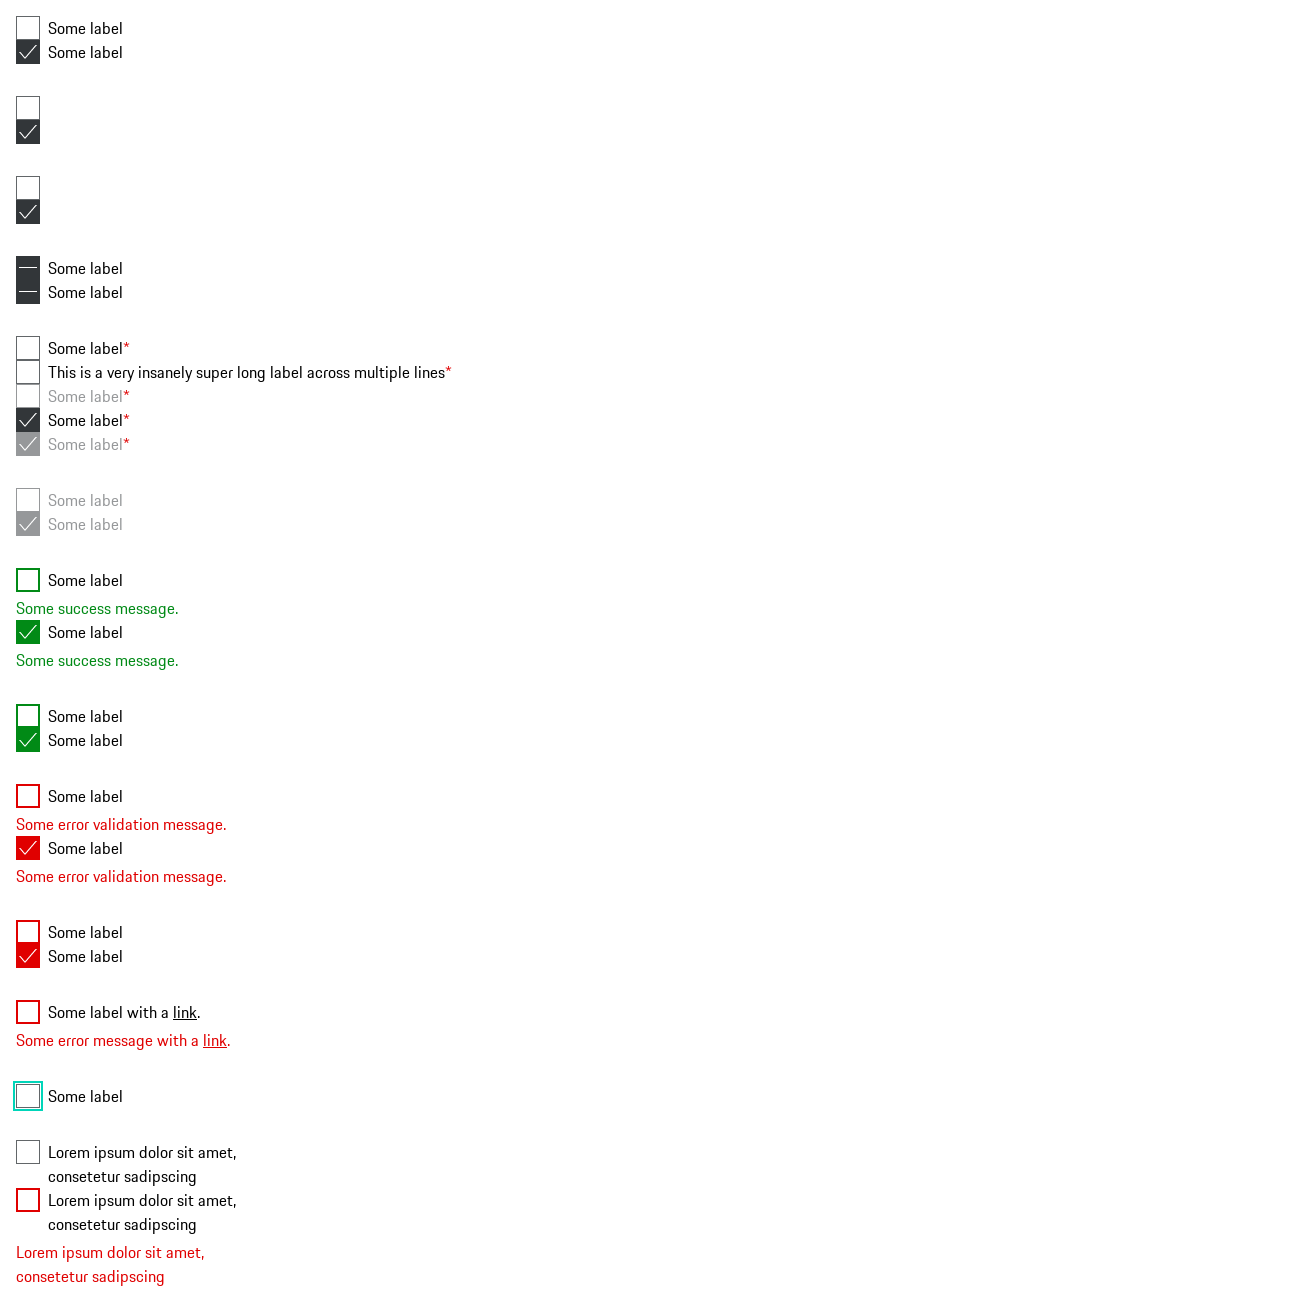 Some label
Some label
Some label
Some label
Some label*
This is a very insanely super long label across multiple lines*
Some label*
Some label*
Some label*
Some label
Some label
Some label
Some success message.
Some label
Some success message.
Some label
Some label
Some label
Some error validation message.
Some label
Some error validation message.
Some label
Some label
Some label with a link.
Some error message with a link.
Some label
Lorem ipsum dolor sit amet,
consetetur sadipscing
Lorem ipsum dolor sit amet,
consetetur sadipscing
Lorem ipsum dolor sit amet,
consetetur sadipscing